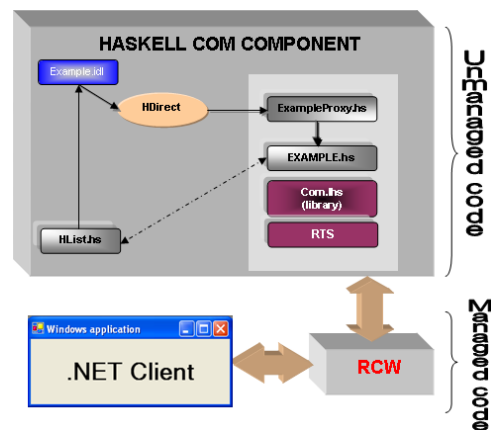 HASKELL COM COMPONENT
Example.idl
HDirect
ExampleProxy.hs
EXAMPLE.hs
Com.lhs
(library)
HList.hs
RTS
Unmanaged code
Windows application
.NET Client
RCW
Managed code